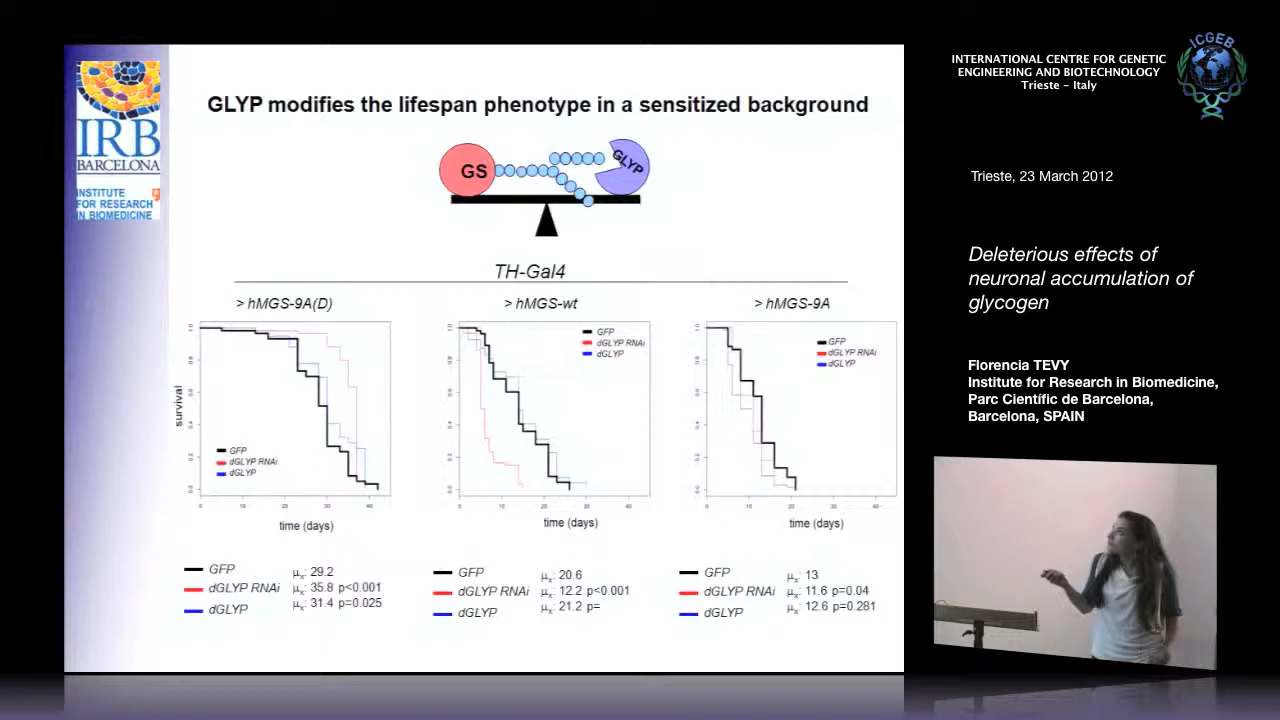 IRB
BARCELONA
INSTITUTE
FOR RESEARCH
IN BIOMEDICINE
GLYP modifies the lifespan phenotype in a sensitized background
GS
GLYP
TH-Gal4
> hMGS-9A(D)
> hMGS-wt
> hMGS-9A
survival
GFP
dGLYP RNAi
dGLYP
time (days)
GFP
dGLYP RNAi
dGLYP
time (days)
GFP
dGLYP RNAi
dGLYP
time (days)
GFP μx: 29.2
dGLYP RNAi μx: 35.8 p<0.001
dGLYP μx: 31.4 p=0.025
GFP μx: 20.6
dGLYP RNAi μx: 12.2 p<0.001
dGLYP μx: 21.2 p=
GFP μx: 13
dGLYP RNAi μx: 11.6 p=0.04
dGLYP μx: 12.6 p=0.281
INTERNATIONAL CENTRE FOR GENETIC
ENGINEERING AND BIOTECHNOLOGY
Trieste - Italy
ICGEB
Trieste, 23 March 2012
Deleterious effects of
neuronal accumulation of
glycogen
Florencia TEVY
Institute for Research in Biomedicine,
Parc Científic de Barcelona,
Barcelona, SPAIN